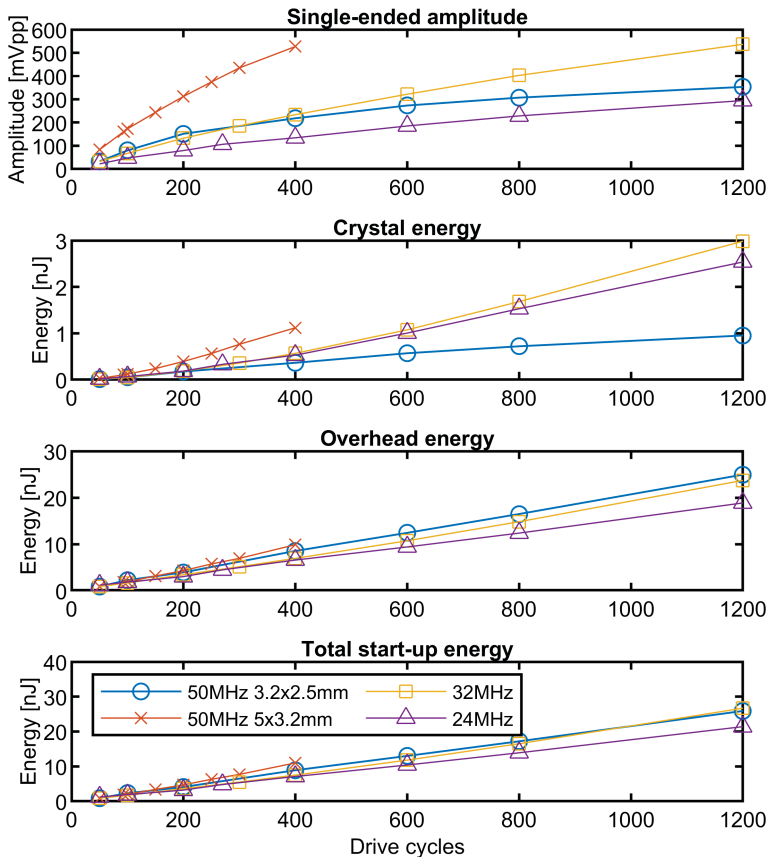 Single-ended amplitude
Amplitude [mVpp]
600
500
400
300
200
100
0
0 200 400 600 800 1000 1200
Crystal energy
Energy [nJ]
3
2
1
0
0 200 400 600 800 1000 1200
Overhead energy
Energy [nJ]
30
20
10
0
0 200 400 600 800 1000 1200
Total start-up energy
Energy [nJ]
40
30
20
10
0
50MHz 3.2x2.5mm 32MHz
50MHz 5x3.2mm 24MHz
0 200 400 600 800 1000 1200
Drive cycles